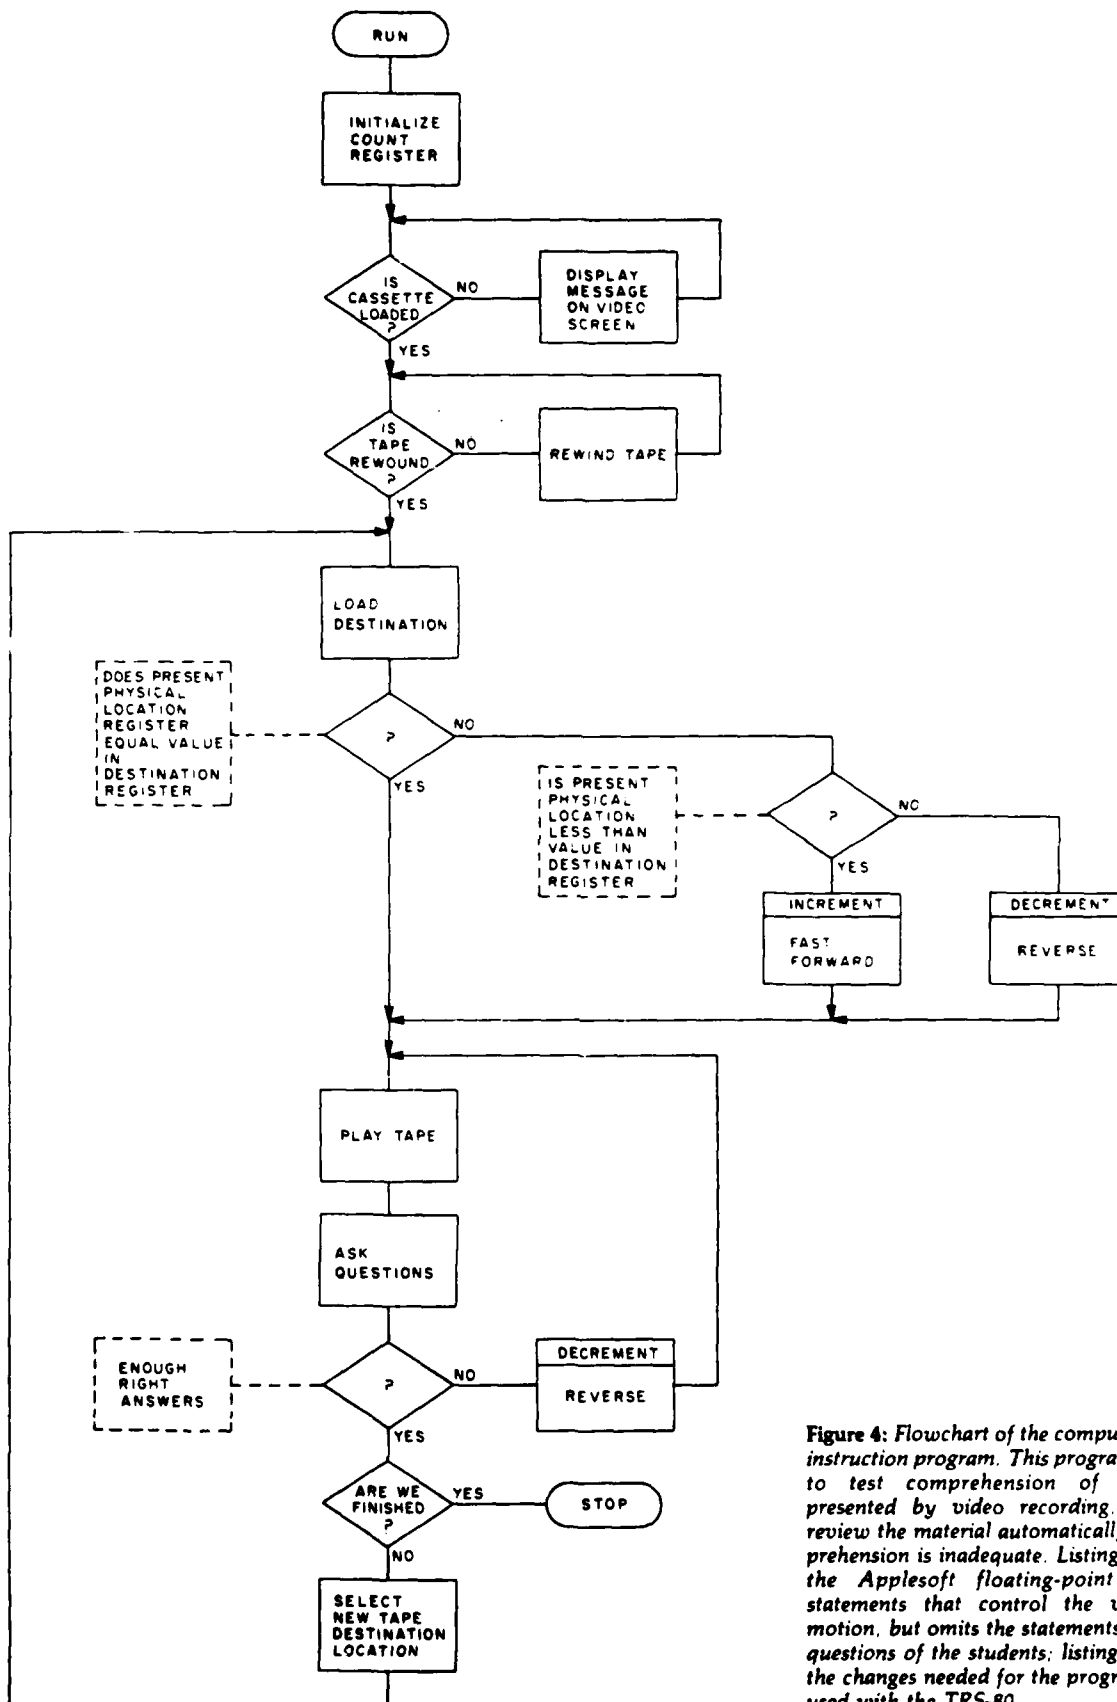 RUN
INITIALIZE
COUNT
REGISTER
IS
CASSETTE
LOADED
?
NO
DISPLAY
MESSAGE
ON VIDEO
SCREEN
YES
IS
TAPE
REWOUND
?
NO
REWIND TAPE
YES
LOAD
DESTINATION
DOES PRESENT
PHYSICAL
LOCATION
REGISTER
EQUAL VALUE
IN
DESTINATION
REGISTER
?
NO
YES
IS PRESENT
PHYSICAL
LOCATION
LESS THAN
VALUE IN
DESTINATION
REGISTER
?
NO
YES
INCREMENT
FAST
FORWARD
DECREMENT
REVERSE
PLAY TAPE
ASK
QUESTIONS
ENOUGH
RIGHT
ANSWERS
?
NO
DECREMENT
REVERSE
YES
ARE WE
FINISHED
?
YES
STOP
NO
SELECT
NEW TAPE
DESTINATION
LOCATION
Figure 4: Flowchart of the compu
instruction program. This progra
to test comprehension of
presented by video recording.
review the material automatically
prehension is inadequate. Listing
the Applesoft floating-point
statements that control the v
motion, but omits the statements
questions of the students; listing
the changes needed for the progr
used with the TRS-80